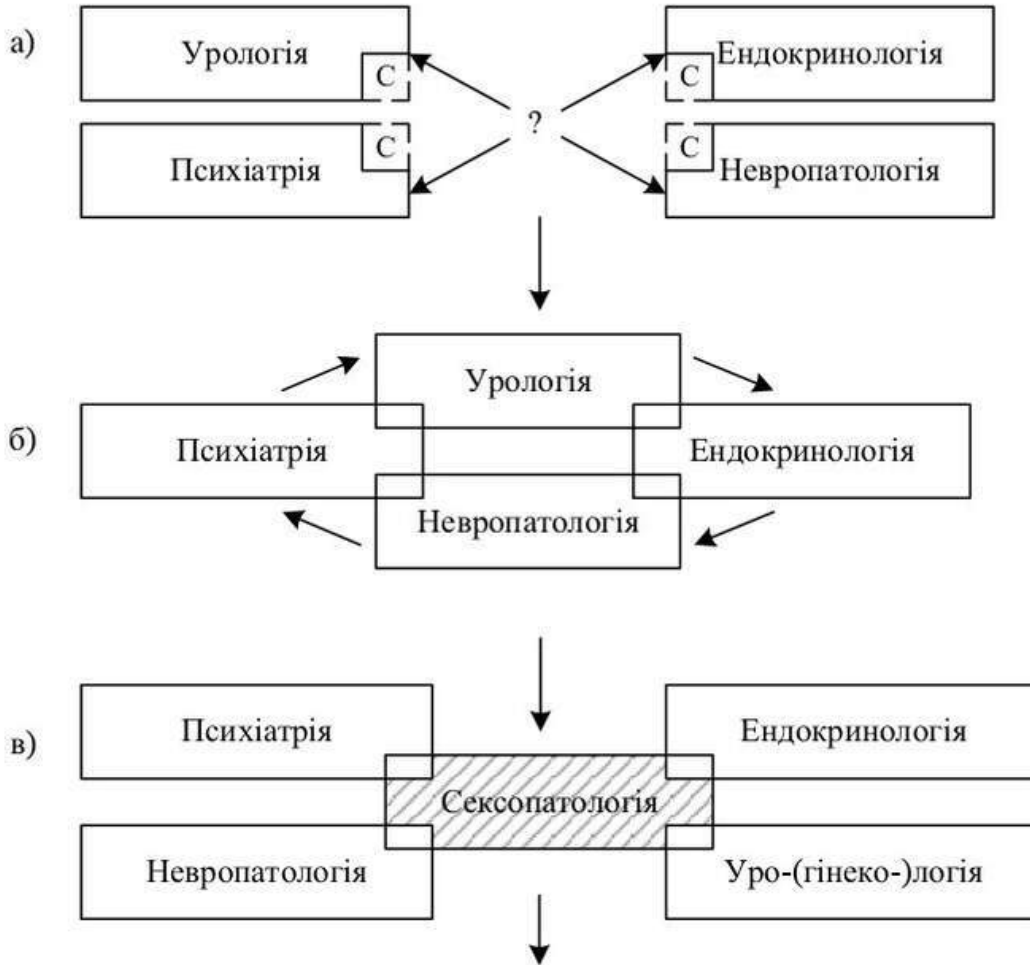 а)
Урологія
С
Ендокринологія
С
?
Психіатрія
С
Невропатологія
С
б)
Урологія
Психіатрія
Ендокринологія
Невропатологія
в)
Психіатрія
Ендокринологія
Сексопатологія
Невропатологія
Уро-(гінеко-)логія